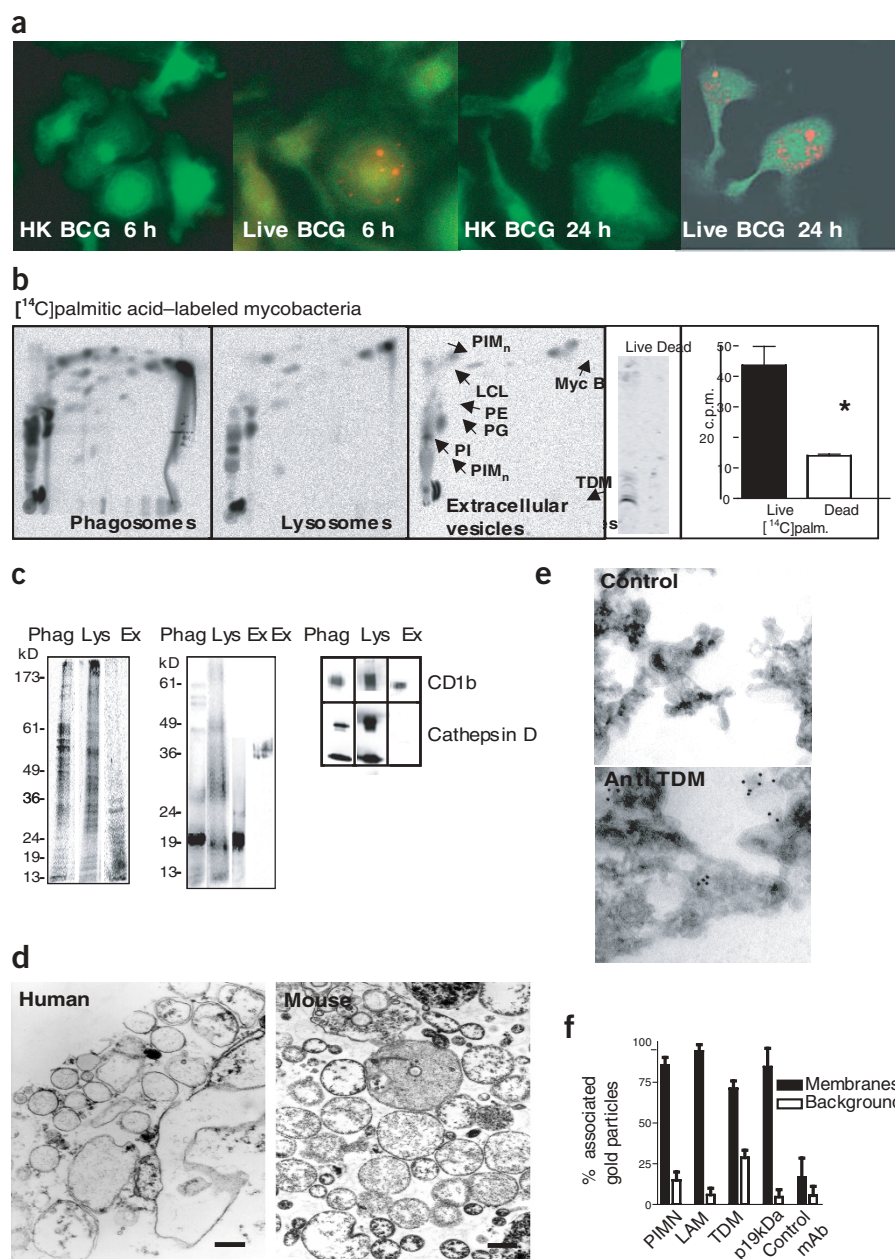 a
HK BCG 6 h
Live BCG 6 h
HK BCG 24 h
Live BCG 24 h
b
[¹⁴C]palmitic acid–labeled mycobacteria
Phagosomes
Lysosomes
PIMₙ
LCL
PE
PG
PI
PIMₙ
Myc B
TDM
Extracellular
vesicles
Live Dead
50
40
30
20
10
0
c.p.m.
*
Live Dead
[¹⁴C]palm.
c
Phag Lys Ex
kD
173-
61-
49-
36-
24-
19-
13-
Phag Lys Ex Ex
kD
61-
49-
36-
24-
19-
13-
Phag Lys Ex
CD1b
Cathepsin D
e
Control
Anti TDM
d
Human
Mouse
f
100
75
50
25
0
% associated
gold particles
Membranes
Background
PIMN
LAM
TDM
p19kDa
Control
mAb